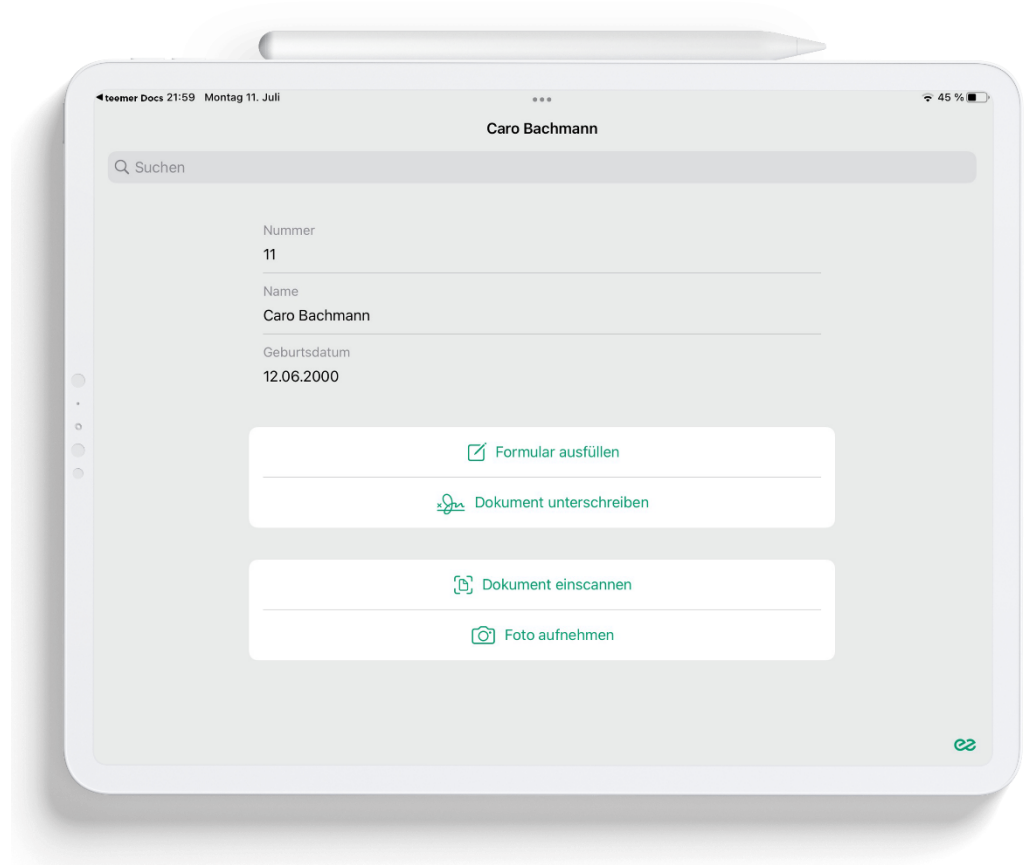 teemer Docs 21:59 Montag 11. Juli
45 %
Caro Bachmann
Suchen
Nummer
11
Name
Caro Bachmann
Geburtsdatum
12.06.2000
Formular ausfüllen
Dokument unterschreiben
Dokument einscannen
Foto aufnehmen